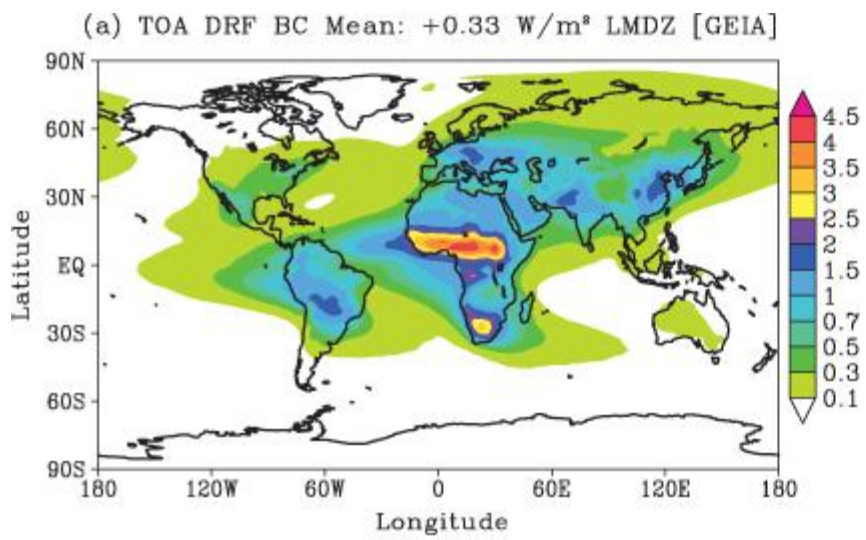 (a) TOA DRF BC Mean: +0.33 W/m² LMDZ [GEIA]
90N
60N
30N
EQ
30S
60S
90S
Latitude
180
120W
60W
0
60E
120E
180
Longitude
4.5
4
3.5
3
2.5
2
1.5
1
0.7
0.5
0.3
0.1